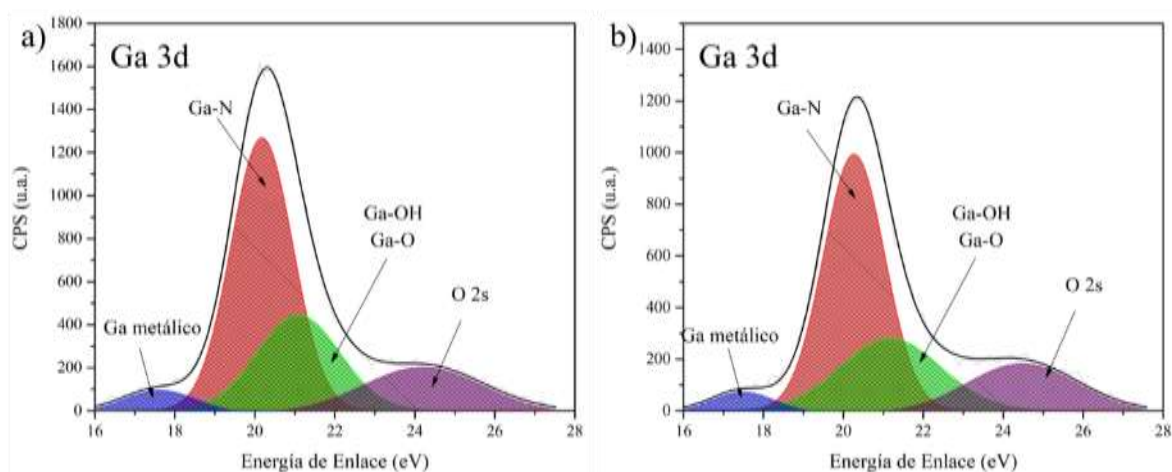 a)
Ga 3d
1800
1600
1400
1200
1000
800
600
400
200
0
CPS (u.a.)
Ga-N
Ga-OH
Ga-O
O 2s
Ga metálico
16 18 20 22 24 26 28
Energía de Enlace (eV)
b)
Ga 3d
1400
1200
1000
800
600
400
200
0
CPS (u.a.)
Ga-N
Ga-OH
Ga-O
O 2s
Ga metálico
16 18 20 22 24 26 28
Energía de Enlace (eV)